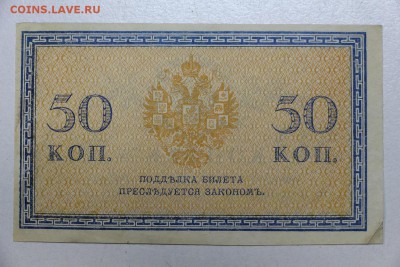 COINS.LAVE.RU
50 50
КОП. КОП.
ПОДДѢЛКА БИЛЕТА
ПРЕСЛѢДУЕТСЯ ЗАКОНОМЪ.